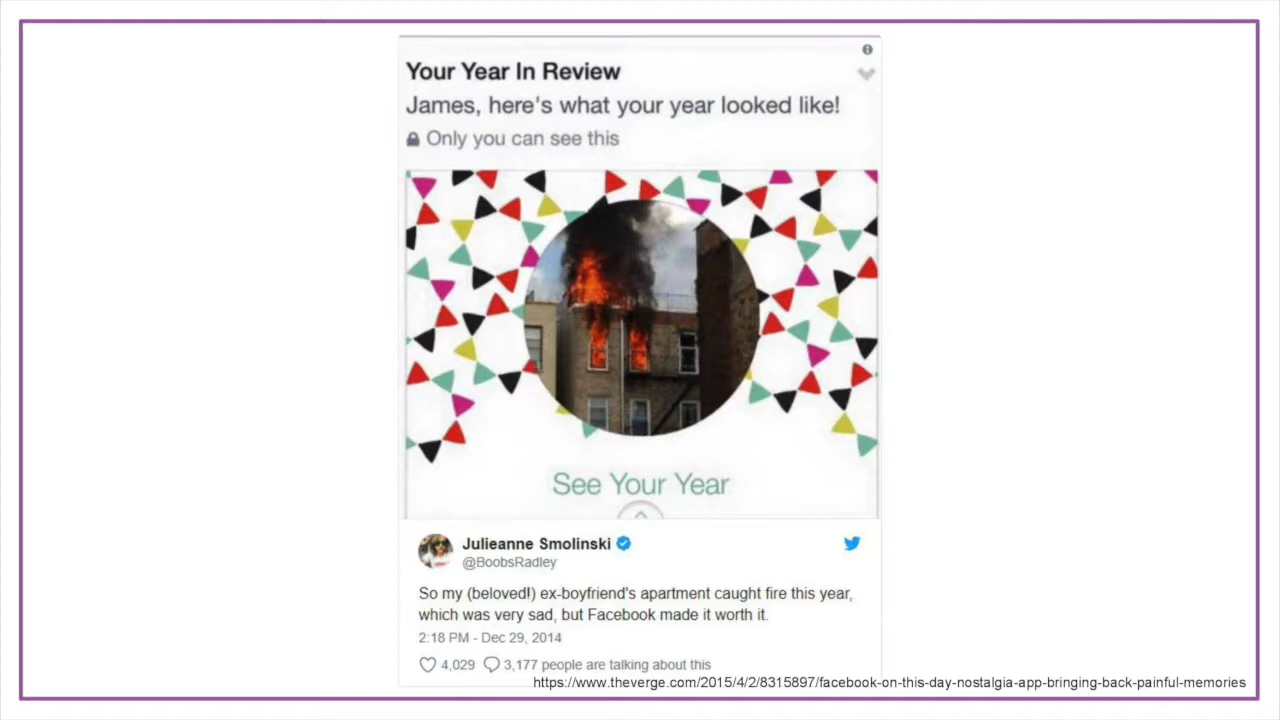 Your Year In Review
James, here's what your year looked like!
Only you can see this
See Your Year
Julieanne Smolinski
@BoobsRadley
So my (beloved!) ex-boyfriend's apartment caught fire this year,
which was very sad, but Facebook made it worth it.
2:18 PM - Dec 29, 2014
4,029 3,177 people are talking about this
https://www.theverge.com/2015/4/2/8315897/facebook-on-this-day-nostalgia-app-bringing-back-painful-memories